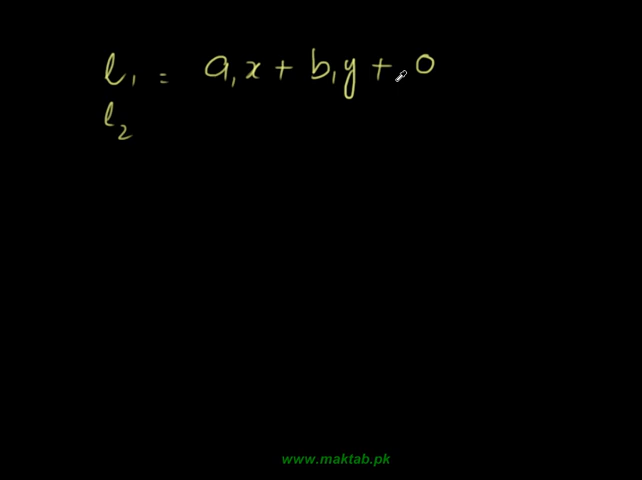 l₁ = a₁x + b₁y + 0
l₂
www.maktab.pk